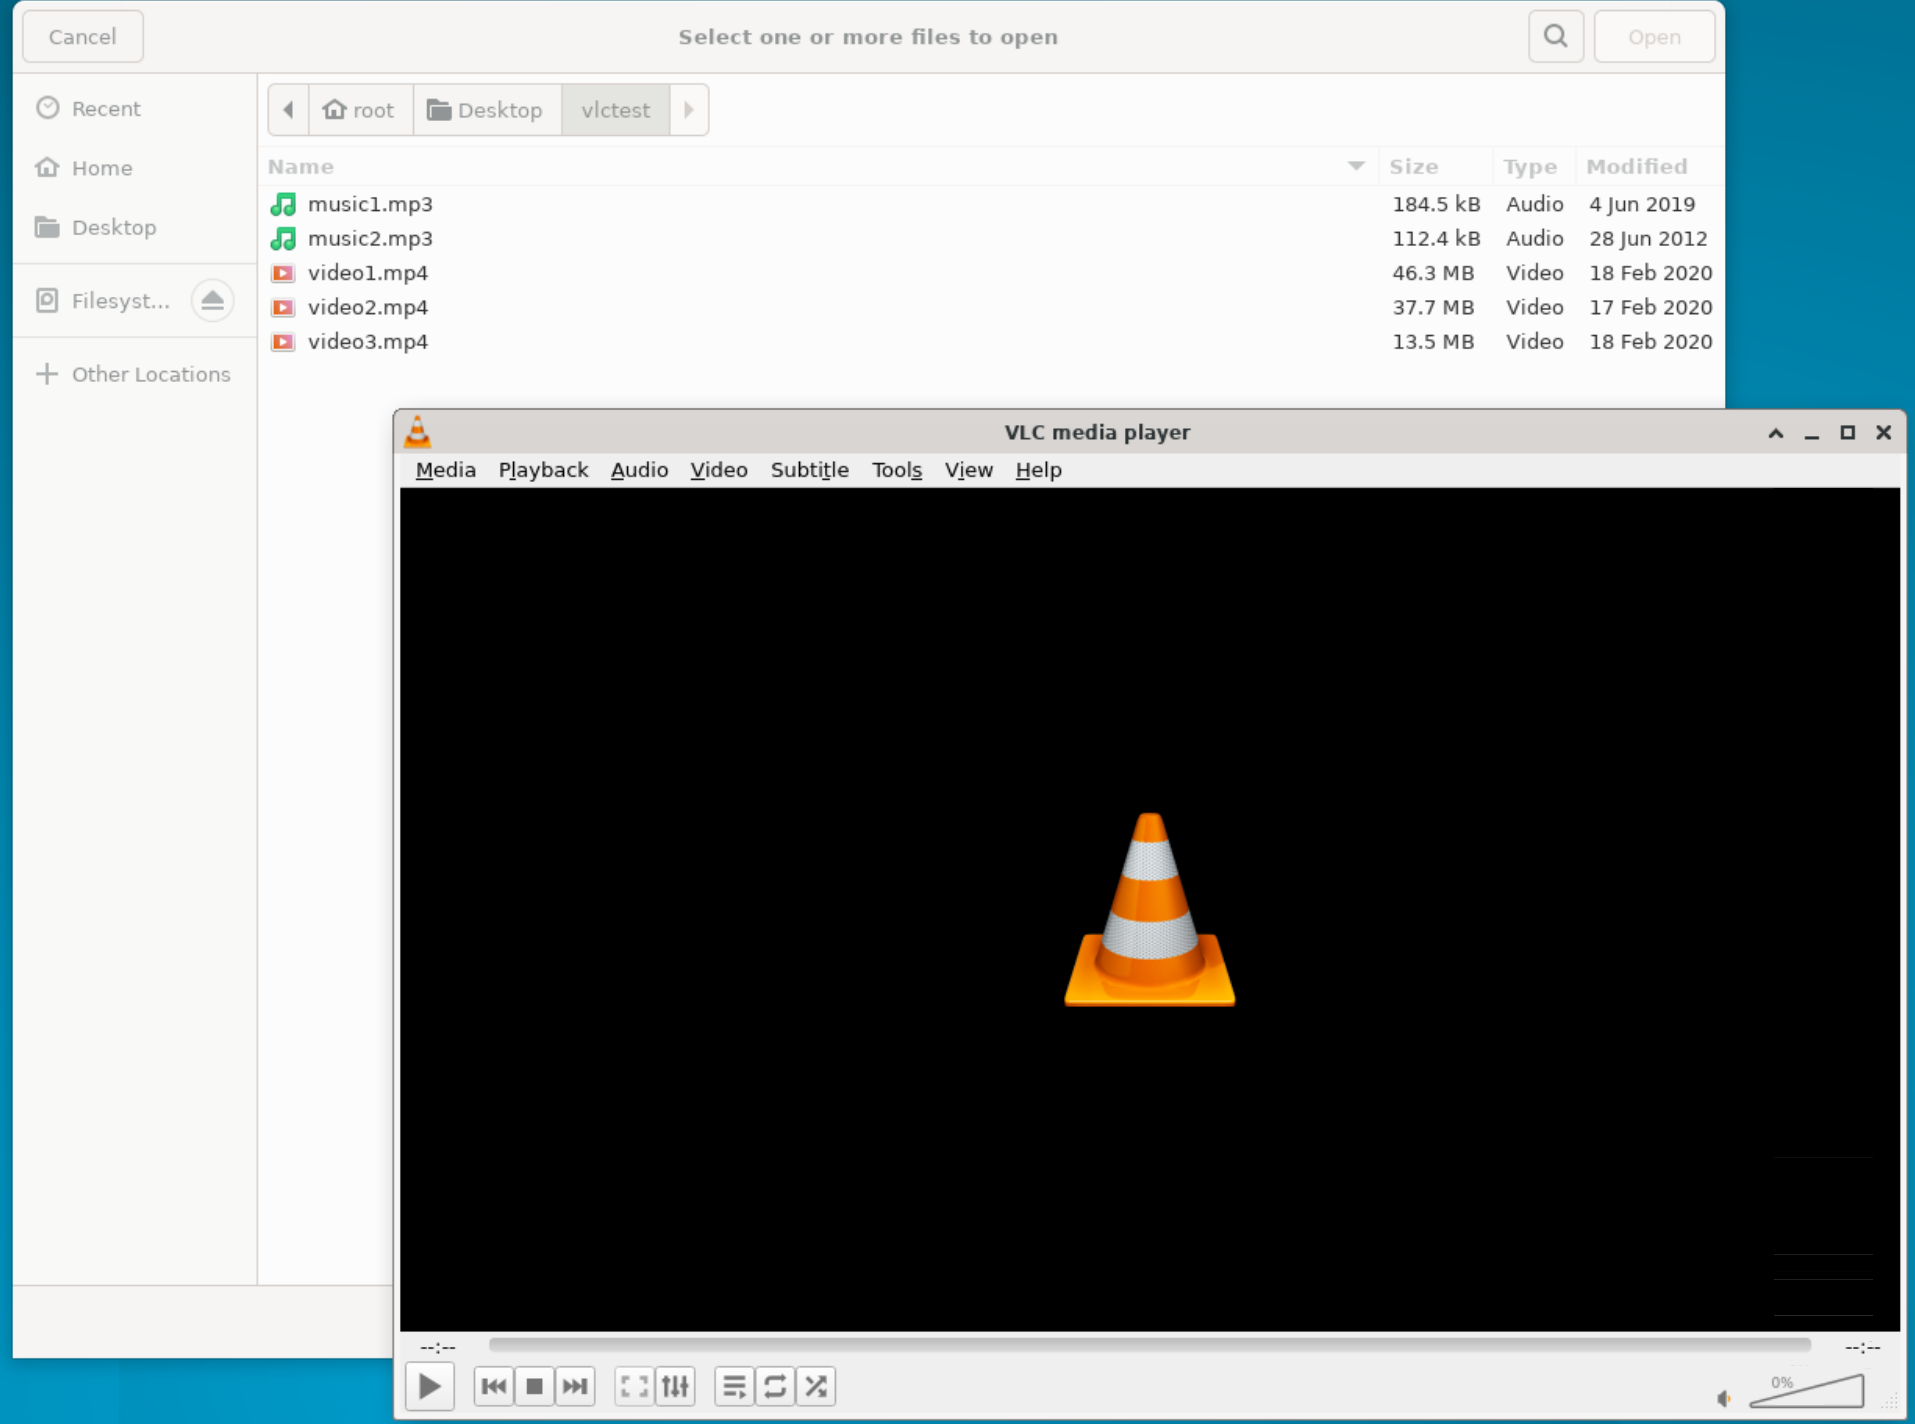 Cancel Select one or more files to open Open
Recent
Home
Desktop
Filesyst...
Other Locations
root Desktop vlctest
Name Size Type Modified
music1.mp3 184.5 kB Audio 4 Jun 2019
music2.mp3 112.4 kB Audio 28 Jun 2012
video1.mp4 46.3 MB Video 18 Feb 2020
video2.mp4 37.7 MB Video 17 Feb 2020
video3.mp4 13.5 MB Video 18 Feb 2020
VLC media player
Media Playback Audio Video Subtitle Tools View Help
--:-- --:--
0%